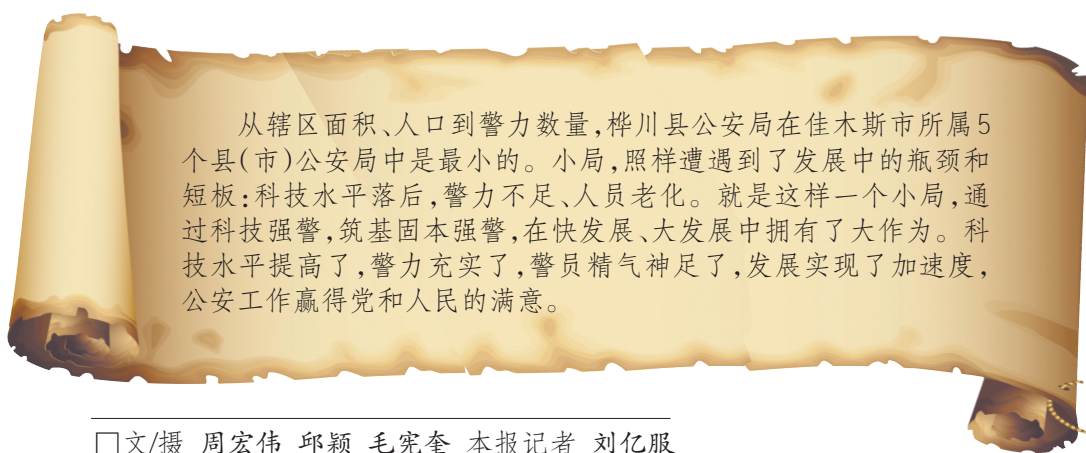 从辖区面积、人口到警力数量,桦川县公安局在佳木斯市所属5
个县(市)公安局中是最小的。小局,照样遭遇到了发展中的瓶颈和
短板:科技水平落后,警力不足、人员老化。就是这样一个小局,通
过科技强警,筑基固本强警,在快发展、大发展中拥有了大作为。科
技水平提高了,警力充实了,警员精气神足了,发展实现了加速度,
公安工作赢得党和人民的满意。
□文/摄 周宏伟 邱颖 毛宪奎 本报记者 刘亿服